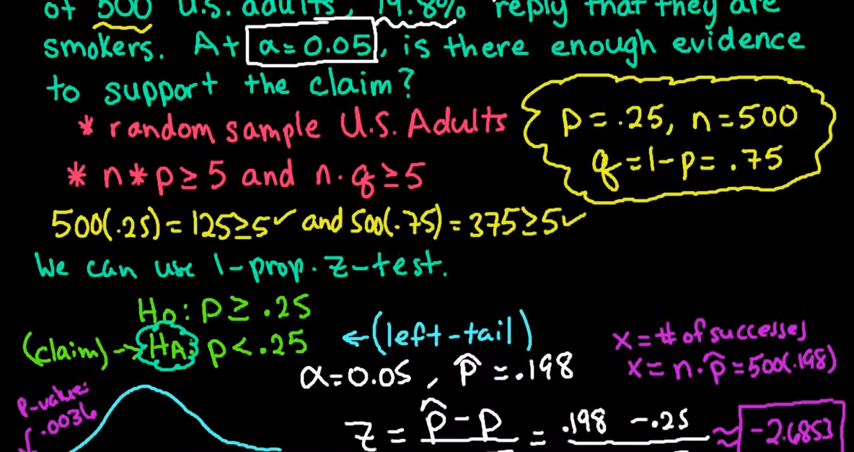 of 500 U.S. adults, 19.8% reply that they are
smokers. At α = 0.05, is there enough evidence
to support the claim?
* random sample U.S. Adults
* n*p ≥ 5 and n·q ≥ 5
p = .25, n = 500
q = 1 - p = .75
500(.25) = 125 ≥ 5 ✓ and 500(.75) = 375 ≥ 5 ✓
We can use 1-prop. z-test.
H₀: p ≥ .25
(claim) → HA: p < .25 ← (left-tail)
α = 0.05, p̂ = .198
x = # of successes
x = n·p̂ = 500(.198)
p-value:
.0036
z = p̂ - p = .198 - .25 ≈ -2.6853